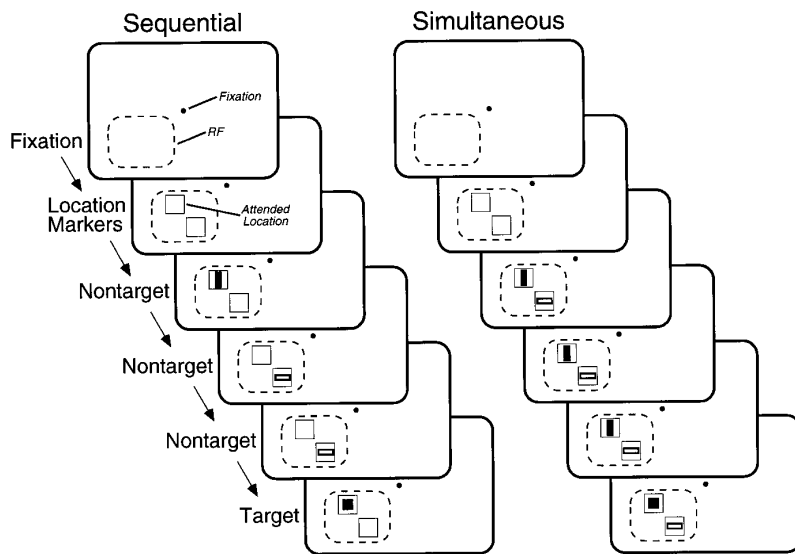 Sequential
Simultaneous
Fixation
RF
Fixation
Attended
Location
Location
Markers
Nontarget
Nontarget
Nontarget
Target